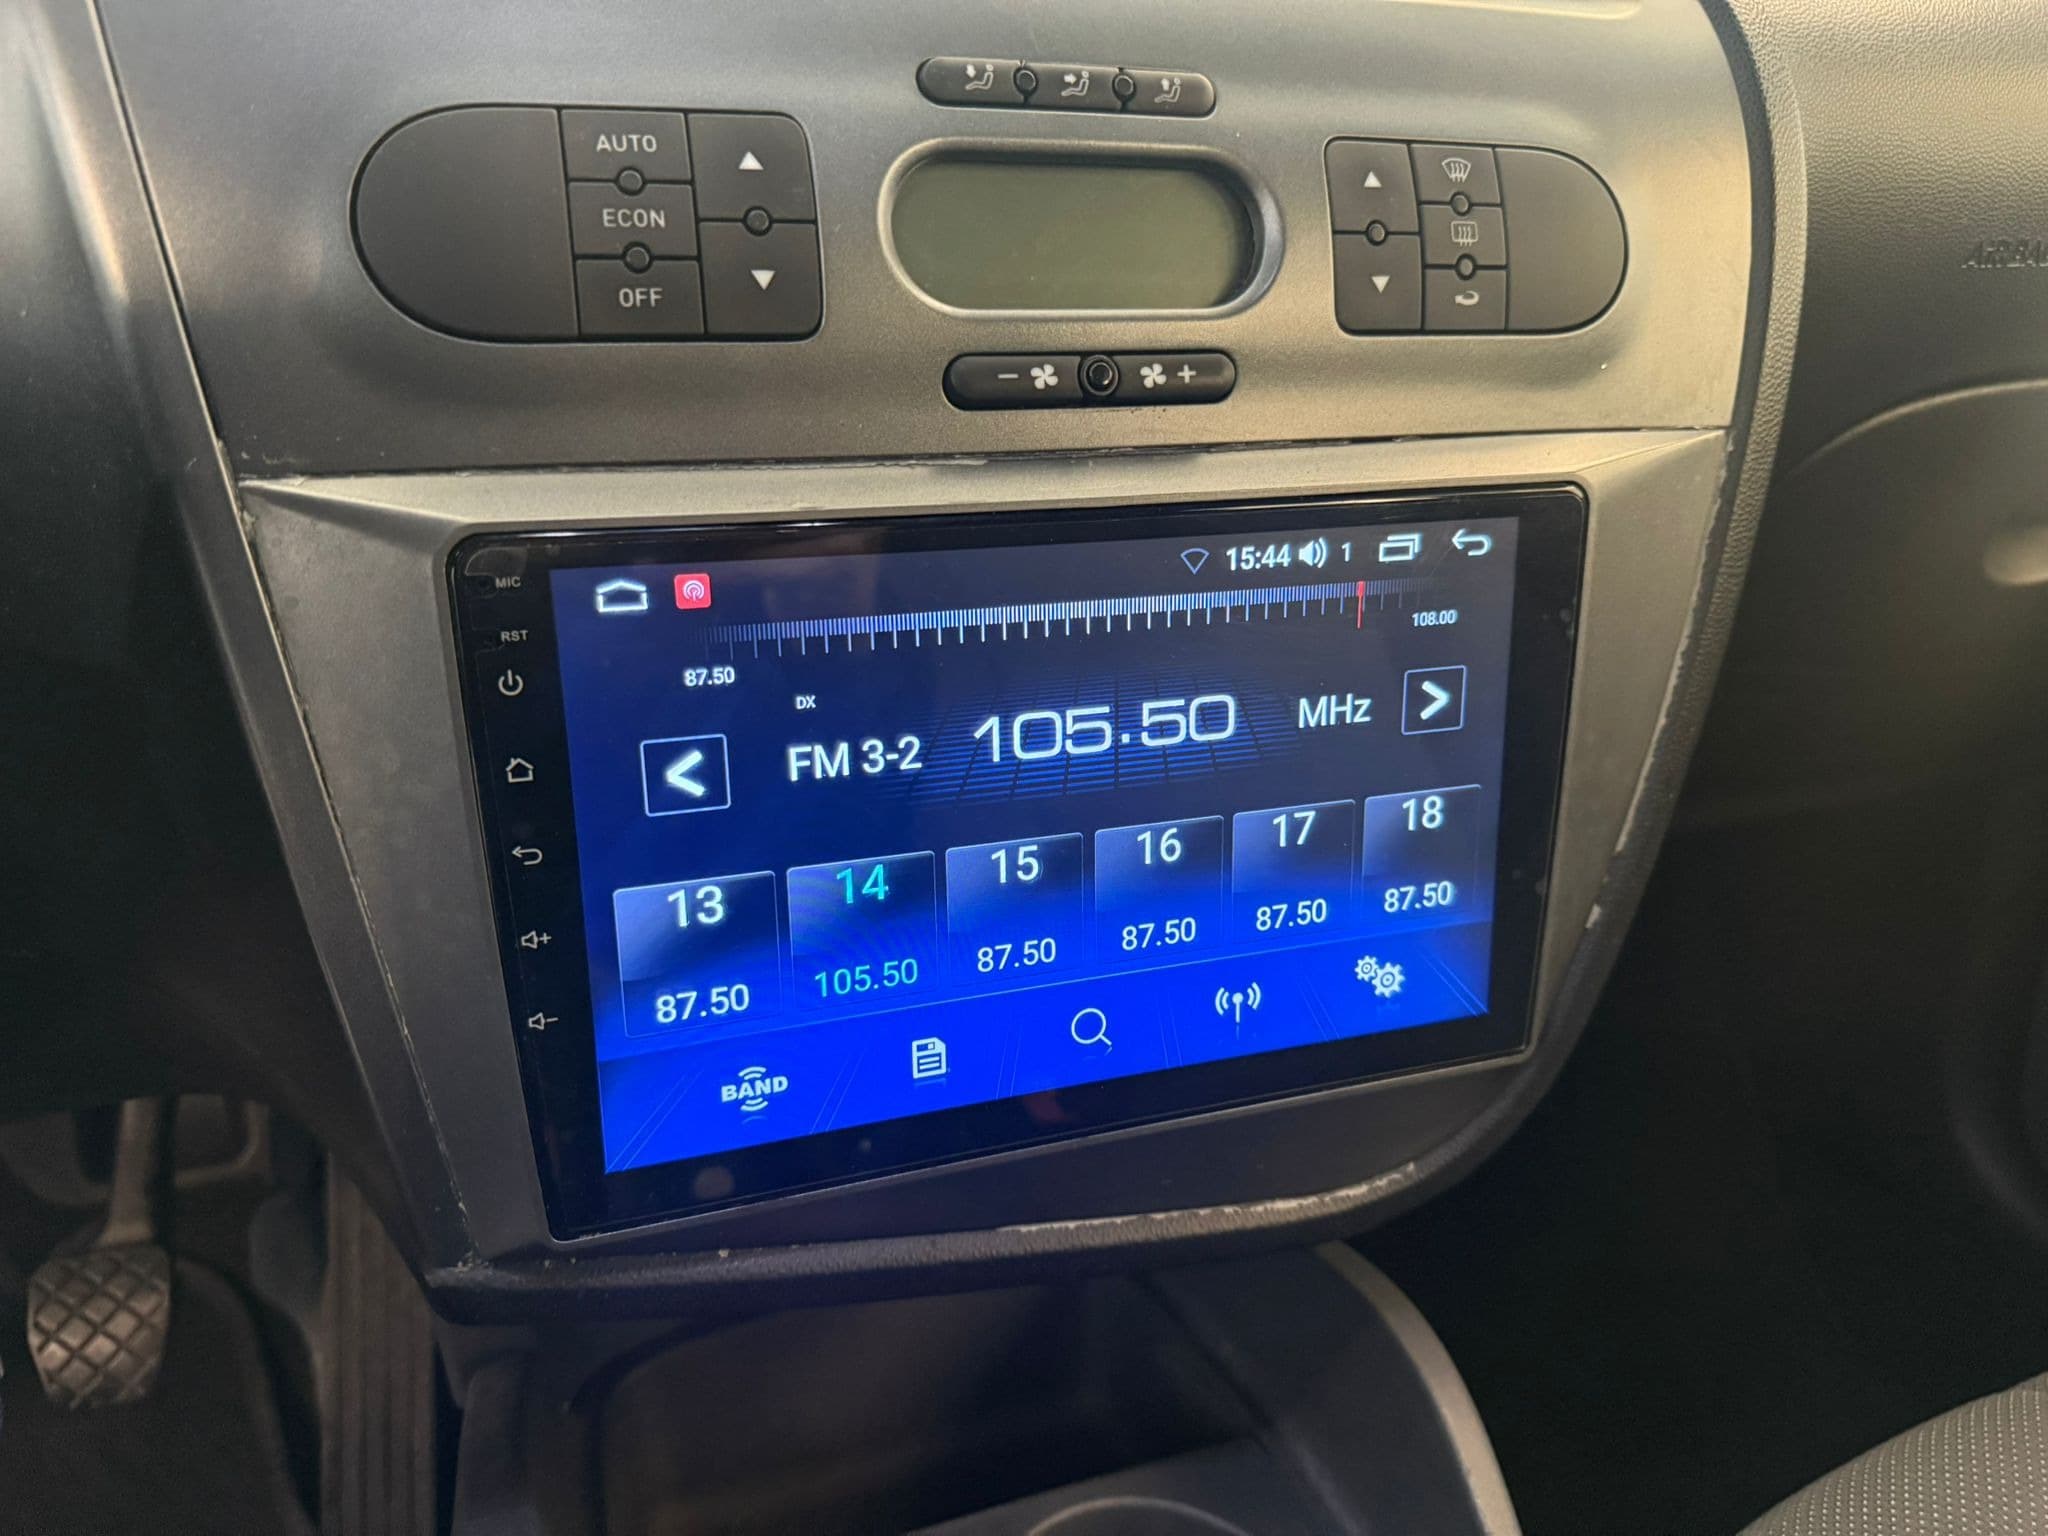 AUTO
ECON
OFF
- +
AIRBA
MIC
RST
15:44 1
87.50
108.00
DX
FM 3-2 105.50 MHz
13 14 15 16 17 18
87.50 105.50 87.50 87.50 87.50 87.50
BAND